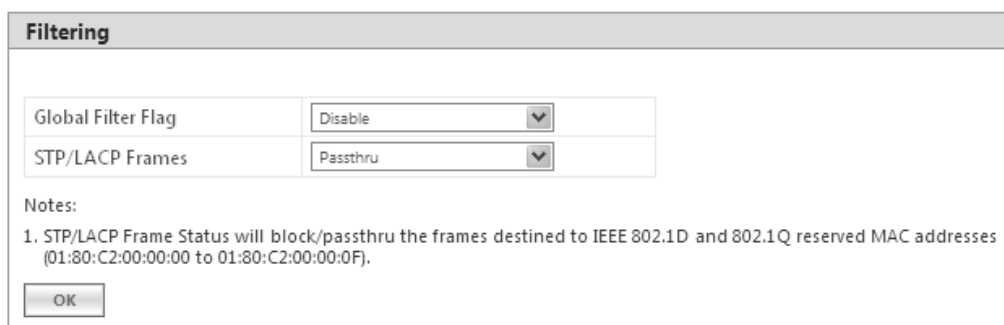 Filtering
Global Filter Flag Disable
STP/LACP Frames Passthru
Notes:
1. STP/LACP Frame Status will block/passthru the frames destined to IEEE 802.1D and 802.1Q reserved MAC addresses
(01:80:C2:00:00:00 to 01:80:C2:00:00:0F).
OK